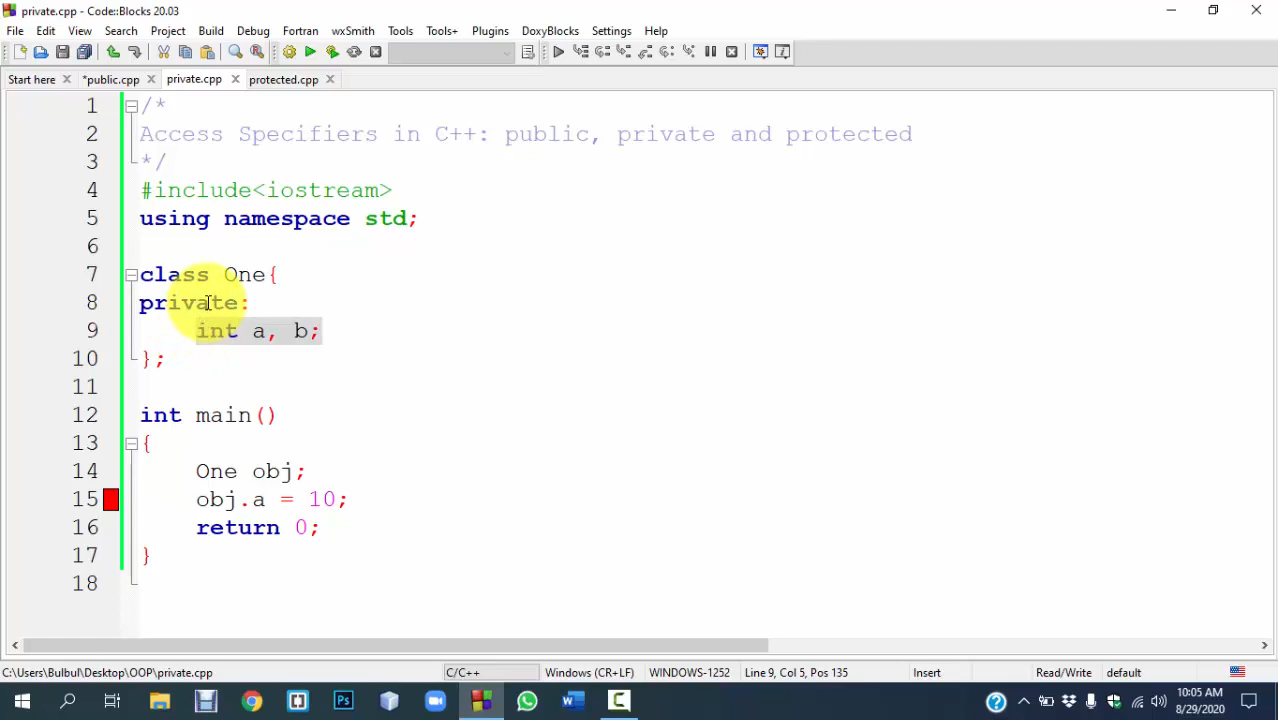 private.cpp - Code::Blocks 20.03
File Edit View Search Project Build Debug Fortran wxSmith Tools Tools+ Plugins DoxyBlocks Settings Help
Start here *public.cpp private.cpp protected.cpp
1 /*
2 Access Specifiers in C++: public, private and protected
3 */
4 #include<iostream>
5 using namespace std;
6
7 class One{
8 private:
9 int a, b;
10 };
11
12 int main()
13 {
14 One obj;
15 obj.a = 10;
16 return 0;
17 }
18
C:\Users\Bulbul\Desktop\OOP\private.cpp C/C++ Windows (CR+LF) WINDOWS-1252 Line 9, Col 5, Pos 135 Insert Read/Write default
10:05 AM
8/29/2020